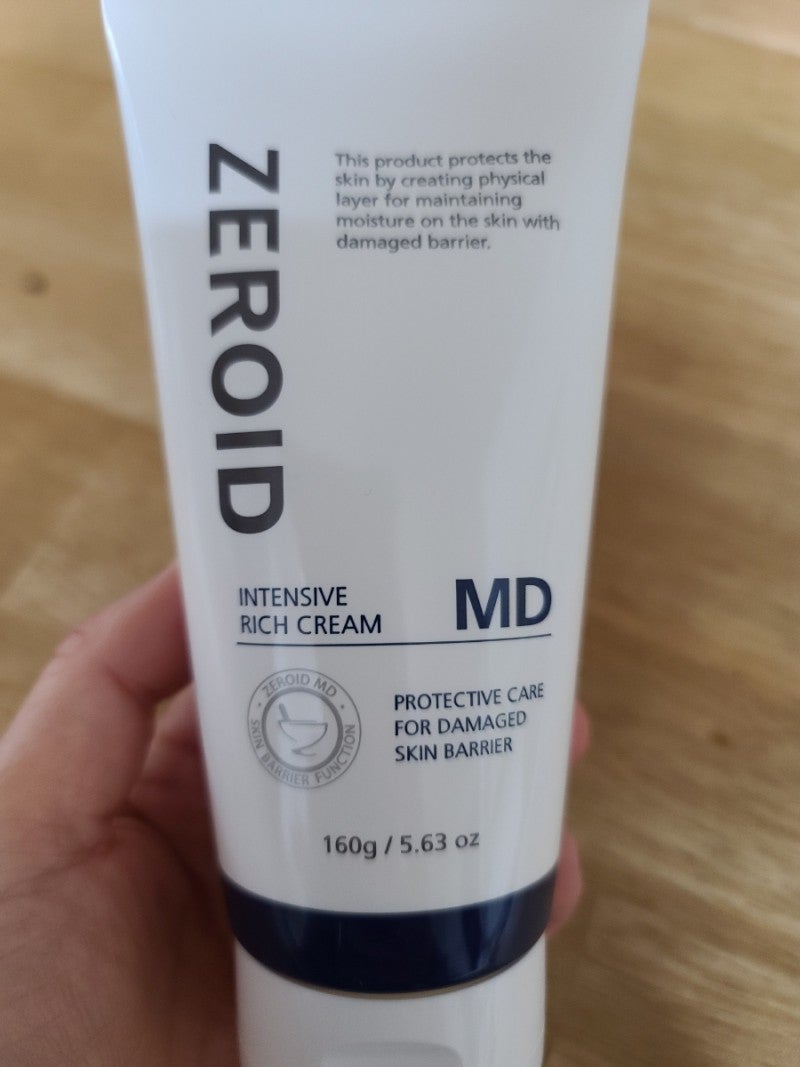 ZEROID
This product protects the
skin by creating physical
layer for maintaining
moisture on the skin with
damaged barrier.
INTENSIVE
RICH CREAM
MD
ZEROID MD
SKIN BARRIER FUNCTION
PROTECTIVE CARE
FOR DAMAGED
SKIN BARRIER
160g / 5.63 oz